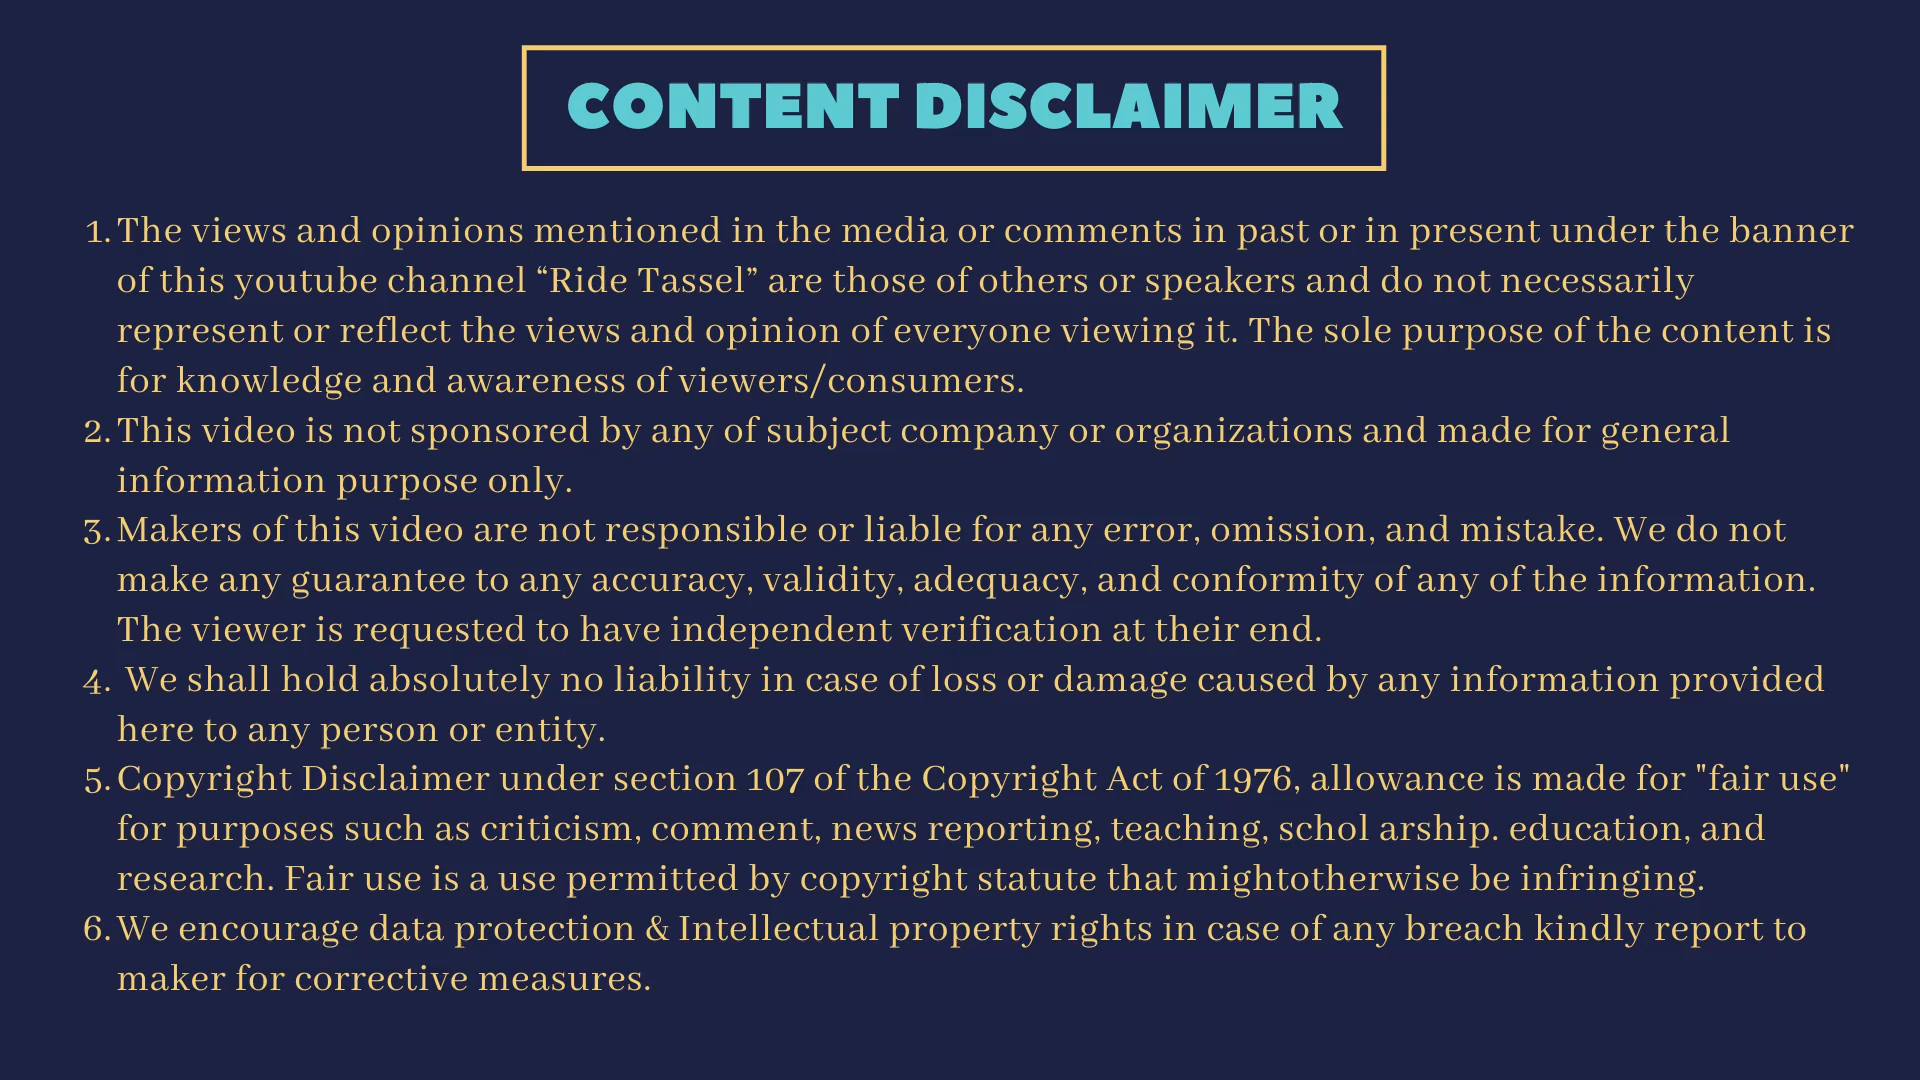 CONTENT DISCLAIMER
1. The views and opinions mentioned in the media or comments in past or in present under the banner
of this youtube channel “Ride Tassel” are those of others or speakers and do not necessarily
represent or reflect the views and opinion of everyone viewing it. The sole purpose of the content is
for knowledge and awareness of viewers/consumers.
2. This video is not sponsored by any of subject company or organizations and made for general
information purpose only.
3. Makers of this video are not responsible or liable for any error, omission, and mistake. We do not
make any guarantee to any accuracy, validity, adequacy, and conformity of any of the information.
The viewer is requested to have independent verification at their end.
4. We shall hold absolutely no liability in case of loss or damage caused by any information provided
here to any person or entity.
5. Copyright Disclaimer under section 107 of the Copyright Act of 1976, allowance is made for "fair use"
for purposes such as criticism, comment, news reporting, teaching, schol arship. education, and
research. Fair use is a use permitted by copyright statute that mightotherwise be infringing.
6. We encourage data protection & Intellectual property rights in case of any breach kindly report to
maker for corrective measures.